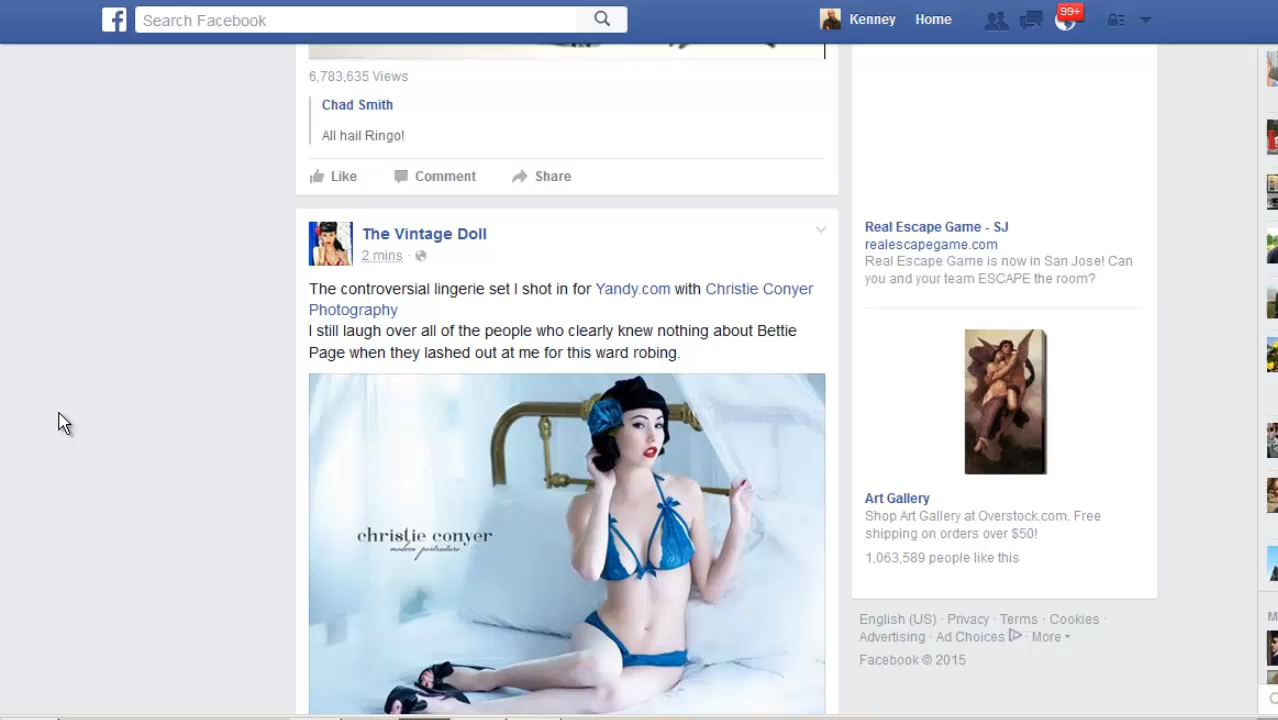 Search Facebook
Kenney
Home
99+
6,783,635 Views
Chad Smith
All hail Ringo!
Like
Comment
Share
The Vintage Doll
2 mins ·
The controversial lingerie set I shot in for Yandy.com with Christie Conyer
Photography
I still laugh over all of the people who clearly knew nothing about Bettie
Page when they lashed out at me for this ward robing.
christie conyer
modern portraiture
Real Escape Game - SJ
realescapegame.com
Real Escape Game is now in San Jose! Can
you and your team ESCAPE the room?
Art Gallery
Shop Art Gallery at Overstock.com. Free
shipping on orders over $50!
1,063,589 people like this
English (US) · Privacy · Terms · Cookies ·
Advertising · Ad Choices · More
Facebook © 2015
M